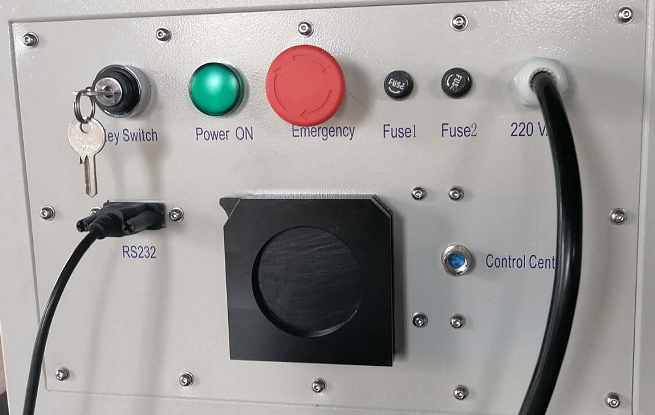 ey Switch
Power ON
Emergency
Fuse1
Fuse2
220 V
RS232
Control Cent